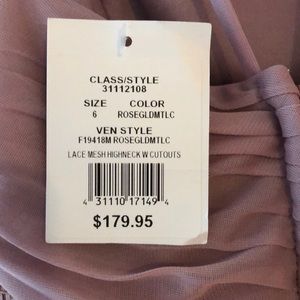 CLASS/STYLE
31112108
SIZE COLOR
6 ROSEGLDMTLC
VEN STYLE
F19418M ROSEGLDMTLC
LACE MESH HIGHNECK W CUTOUTS
4 31110 17149 4
$179.95